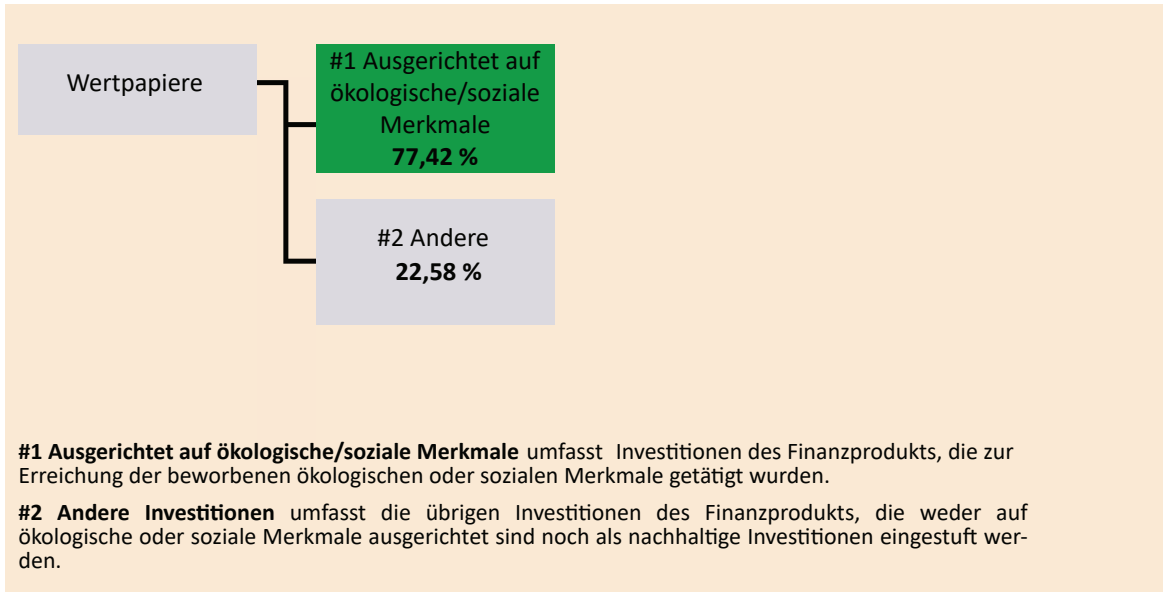 Wertpapiere
#1 Ausgerichtet auf
ökologische/soziale
Merkmale
77,42 %
#2 Andere
22,58 %
#1 Ausgerichtet auf ökologische/soziale Merkmale umfasst Investitionen des Finanzprodukts, die zur
Erreichung der beworbenen ökologischen oder sozialen Merkmale getätigt wurden.
#2 Andere Investitionen umfasst die übrigen Investitionen des Finanzprodukts, die weder auf
ökologische oder soziale Merkmale ausgerichtet sind noch als nachhaltige Investitionen eingestuft wer-
den.